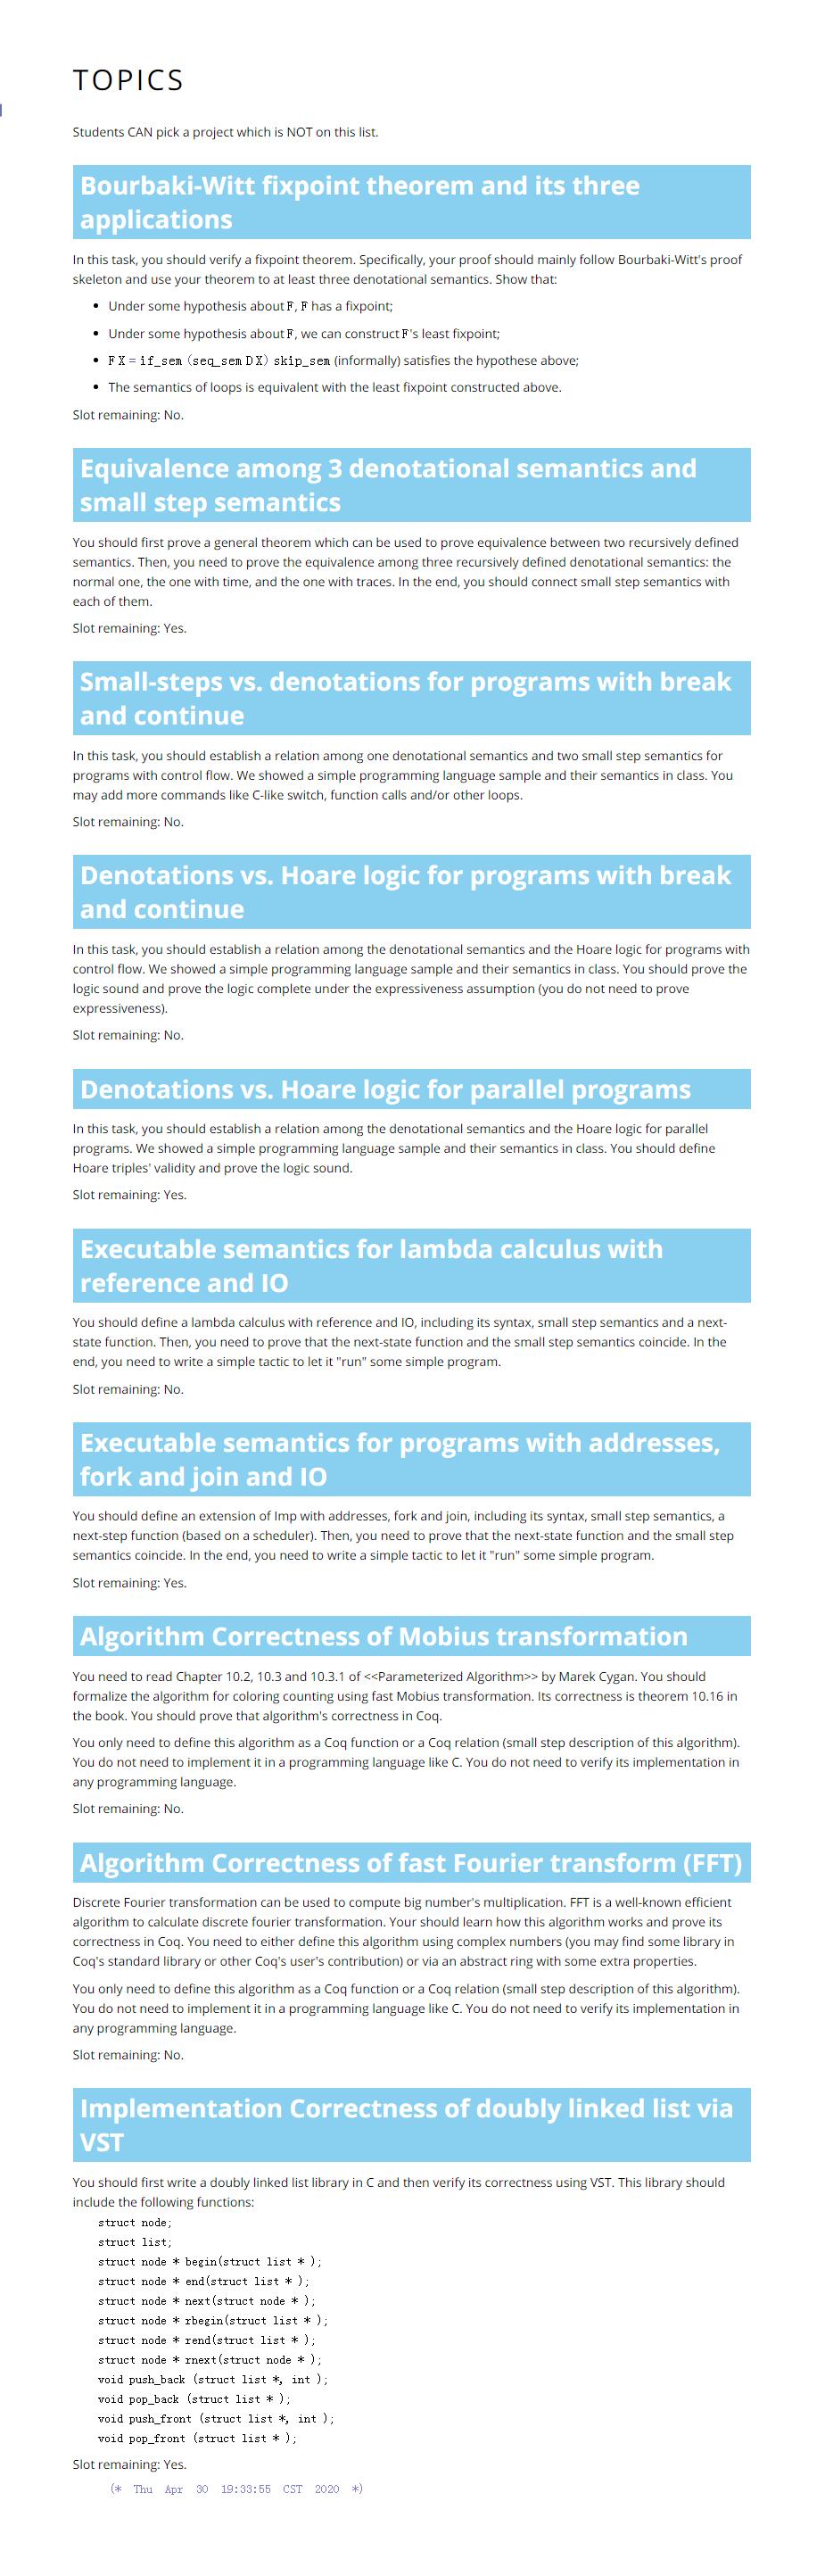 TOPICS
Students CAN pick a project which is NOT on this list.
Bourbaki-Witt fixpoint theorem and its three
applications
In this task, you should verify a fixpoint theorem. Specifically, your proof should mainly follow Bourbaki-Witt's proof
skeleton and use your theorem to at least three denotational semantics. Show that:
• Under some hypothesis about F, F has a fixpoint;
• Under some hypothesis about F, we can construct F's least fixpoint;
• F X = if_sem (seq_sem D X) skip_sem (informally) satisfies the hypothese above;
• The semantics of loops is equivalent with the least fixpoint constructed above.
Slot remaining: No.
Equivalence among 3 denotational semantics and
small step semantics
You should first prove a general theorem which can be used to prove equivalence between two recursively defined
semantics. Then, you need to prove the equivalence among three recursively defined denotational semantics: the
normal one, the one with time, and the one with traces. In the end, you should connect small step semantics with
each of them.
Slot remaining: Yes.
Small-steps vs. denotations for programs with break
and continue
In this task, you should establish a relation among one denotational semantics and two small step semantics for
programs with control flow. We showed a simple programming language sample and their semantics in class. You
may add more commands like C-like switch, function calls and/or other loops.
Slot remaining: No.
Denotations vs. Hoare logic for programs with break
and continue
In this task, you should establish a relation among the denotational semantics and the Hoare logic for programs with
control flow. We showed a simple programming language sample and their semantics in class. You should prove the
logic sound and prove the logic complete under the expressiveness assumption (you do not need to prove
expressiveness).
Slot remaining: No.
Denotations vs. Hoare logic for parallel programs
In this task, you should establish a relation among the denotational semantics and the Hoare logic for parallel
programs. We showed a simple programming language sample and their semantics in class. You should define
Hoare triples' validity and prove the logic sound.
Slot remaining: Yes.
Executable semantics for lambda calculus with
reference and IO
You should define a lambda calculus with reference and IO, including its syntax, small step semantics and a next-
state function. Then, you need to prove that the next-state function and the small step semantics coincide. In the
end, you need to write a simple tactic to let it "run" some simple program.
Slot remaining: No.
Executable semantics for programs with addresses,
fork and join and IO
You should define an extension of Imp with addresses, fork and join, including its syntax, small step semantics, a
next-step function (based on a scheduler). Then, you need to prove that the next-state function and the small step
semantics coincide. In the end, you need to write a simple tactic to let it "run" some simple program.
Slot remaining: Yes.
Algorithm Correctness of Mobius transformation
You need to read Chapter 10.2, 10.3 and 10.3.1 of <<Parameterized Algorithm>> by Marek Cygan. You should
formalize the algorithm for coloring counting using fast Mobius transformation. Its correctness is theorem 10.16 in
the book. You should prove that algorithm's correctness in Coq.
You only need to define this algorithm as a Coq function or a Coq relation (small step description of this algorithm).
You do not need to implement it in a programming language like C. You do not need to verify its implementation in
any programming language.
Slot remaining: No.
Algorithm Correctness of fast Fourier transform (FFT)
Discrete Fourier transformation can be used to compute big number's multiplication. FFT is a well-known efficient
algorithm to calculate discrete fourier transformation. Your should learn how this algorithm works and prove its
correctness in Coq. You need to either define this algorithm using complex numbers (you may find some library in
Coq's standard library or other Coq's user's contribution) or via an abstract ring with some extra properties.
You only need to define this algorithm as a Coq function or a Coq relation (small step description of this algorithm).
You do not need to implement it in a programming language like C. You do not need to verify its implementation in
any programming language.
Slot remaining: No.
Implementation Correctness of doubly linked list via
VST
You should first write a doubly linked list library in C and then verify its correctness using VST. This library should
include the following functions:
struct node;
struct list;
struct node * begin(struct list * );
struct node * end(struct list * );
struct node * next(struct node * );
struct node * rbegin(struct list * );
struct node * rend(struct list * );
struct node * rnext(struct node * );
void push_back (struct list *, int );
void pop_back (struct list * );
void push_front (struct list *, int );
void pop_front (struct list * );
Slot remaining: Yes.
(* Thu Apr 30 19:33:55 CST 2020 *)